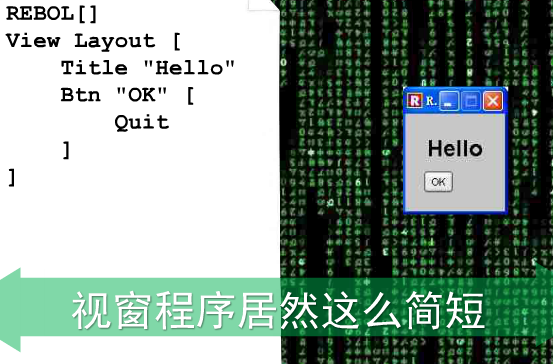 REBOL[]
View Layout [
    Title "Hello"
    Btn "OK" [
        Quit
    ]
]
R R.
Hello
OK
视窗程序居然这么简短